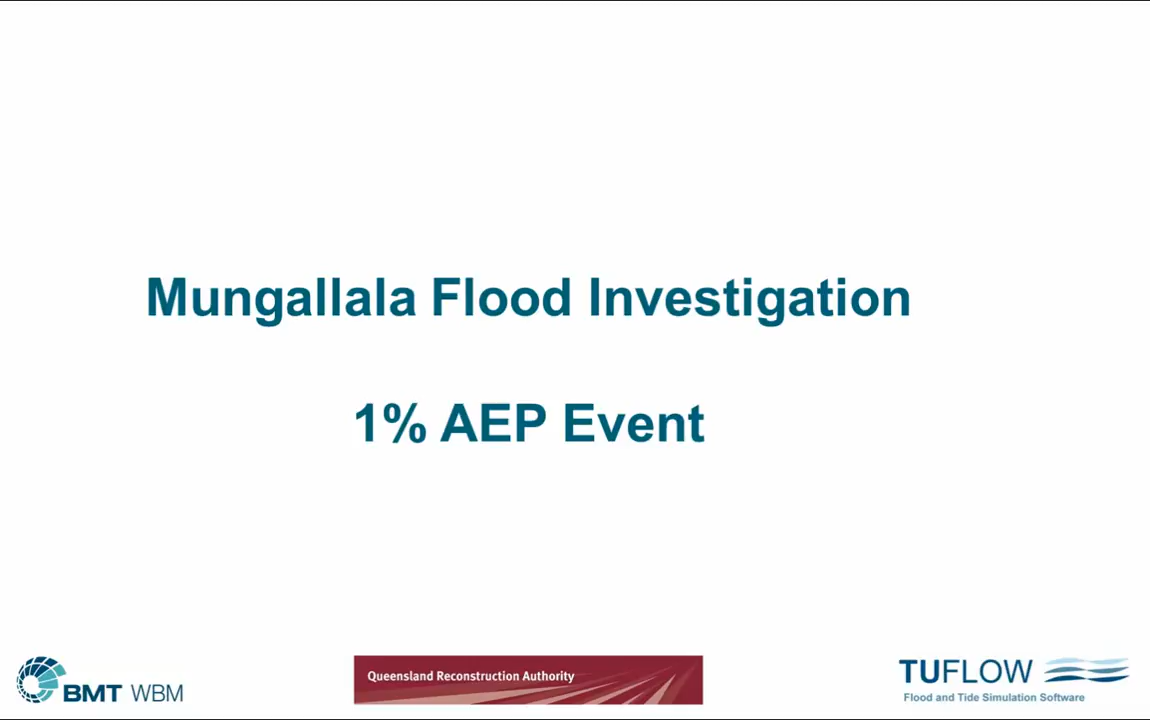 Mungallala Flood Investigation
1% AEP Event
BMT WBM
Queensland Reconstruction Authority
TUFLOW
Flood and Tide Simulation Software